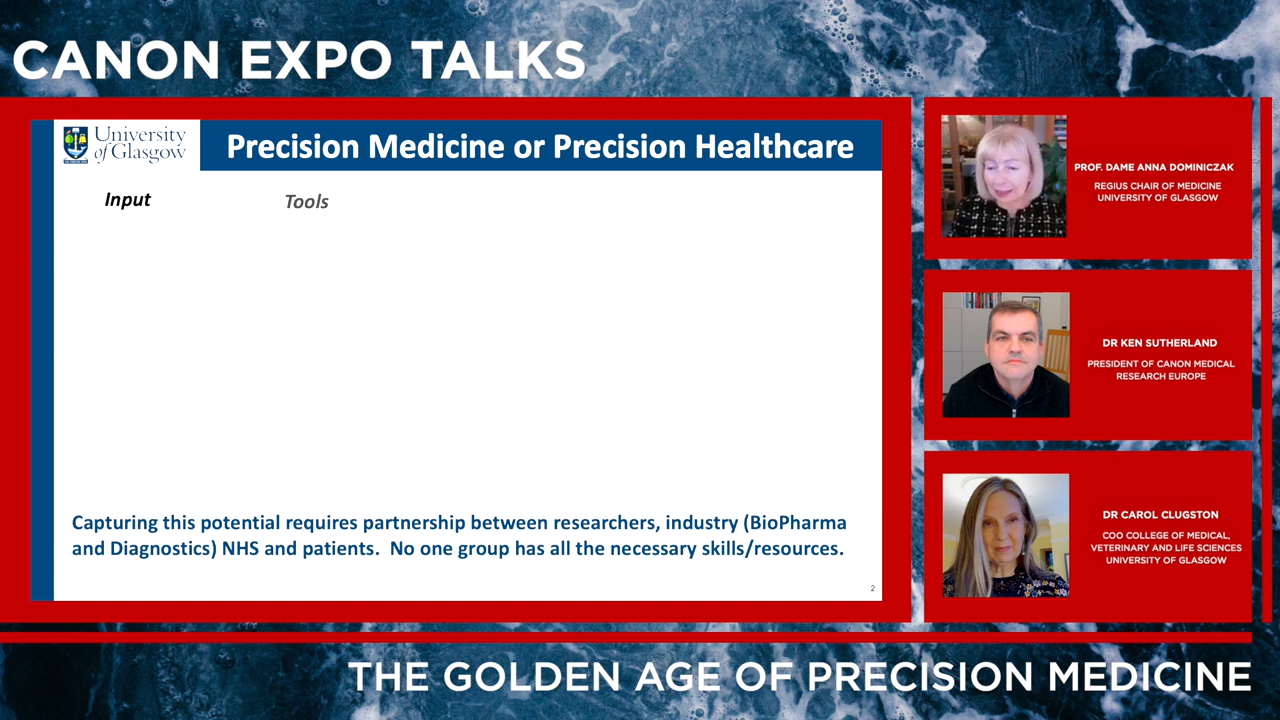 CANON EXPO TALKS
University
of Glasgow
Precision Medicine or Precision Healthcare
Input
Tools
Capturing this potential requires partnership between researchers, industry (BioPharma
and Diagnostics) NHS and patients.  No one group has all the necessary skills/resources.
2
PROF. DAME ANNA DOMINICZAK
REGIUS CHAIR OF MEDICINE
UNIVERSITY OF GLASGOW
DR KEN SUTHERLAND
PRESIDENT OF CANON MEDICAL
RESEARCH EUROPE
DR CAROL CLUGSTON
COO COLLEGE OF MEDICAL,
VETERINARY AND LIFE SCIENCES
UNIVERSITY OF GLASGOW
THE GOLDEN AGE OF PRECISION MEDICINE